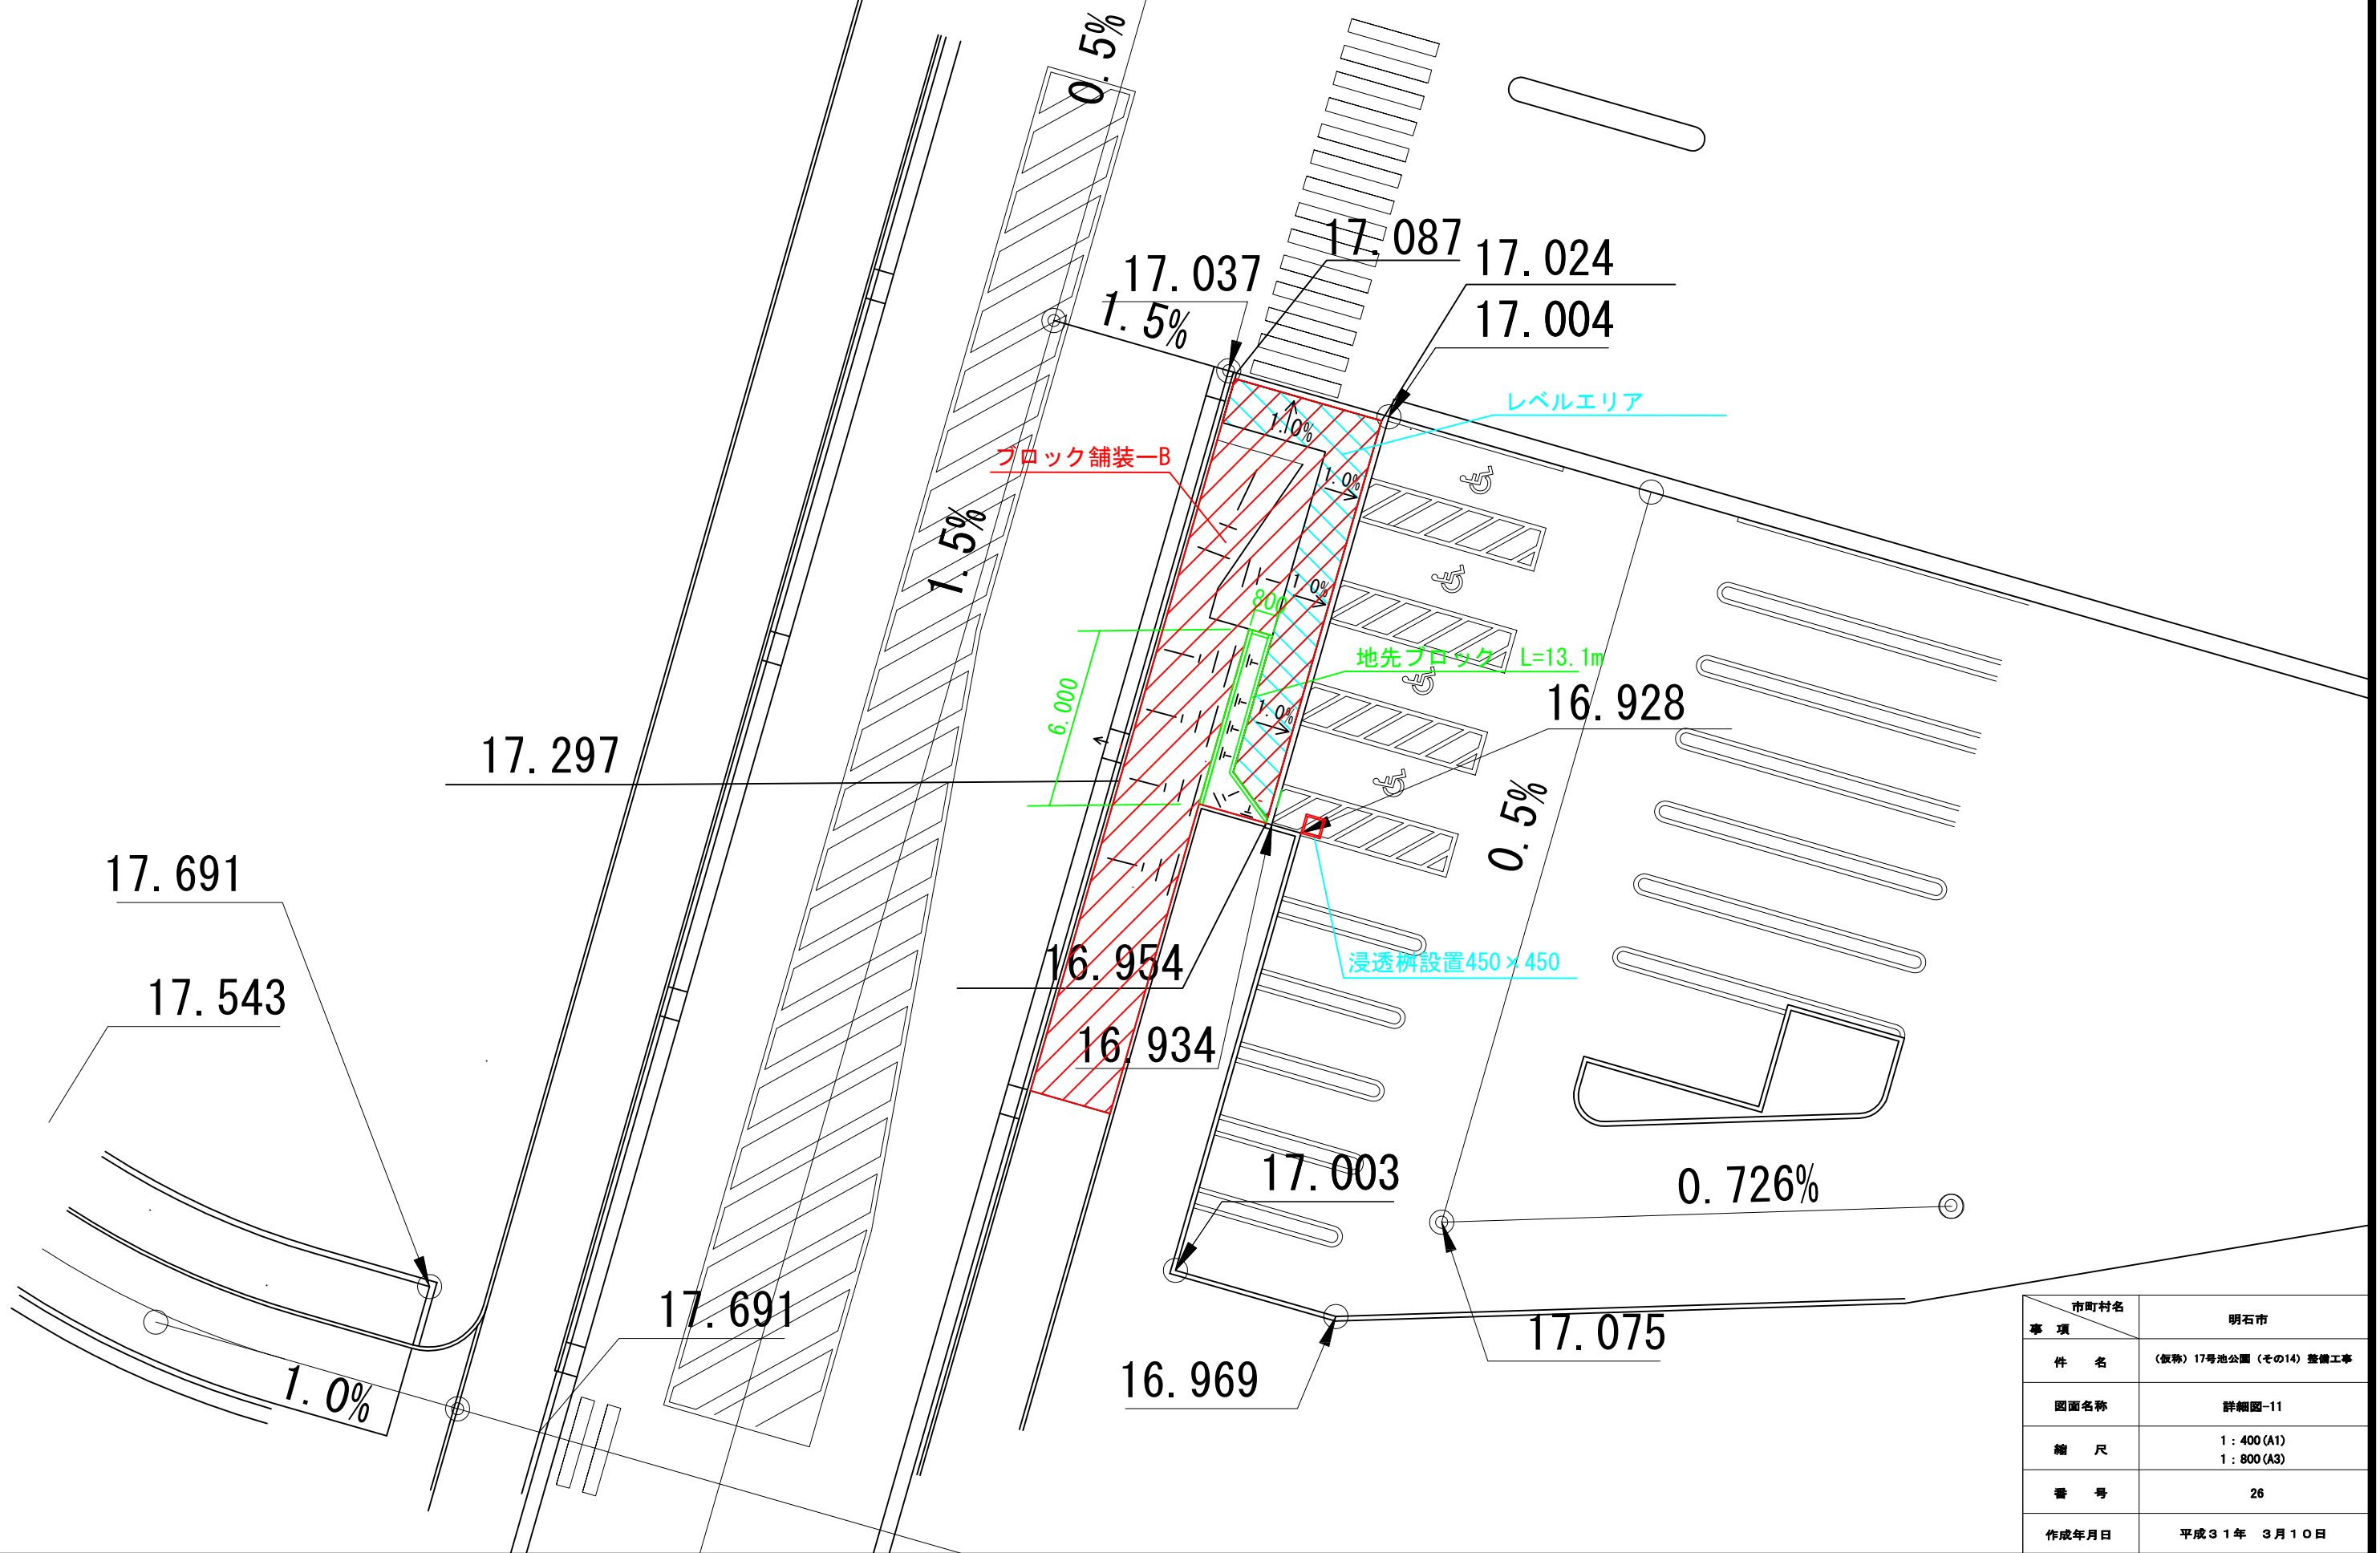 0.5%
17.087
17.024
17.037
1.5%
17.004
レベルエリア
1.0%
ブロック舗装ーB
1.0%
1.5%
1.0%
800
地先ブロック L=13.1m
6.000
16.928
1.0%
17.297
0.5%
17.691
16.954
浸透桝設置450×450
17.543
16.934
17.003
0.726%
17.691
17.075
16.969
1.0%
市町村名
事 項
明石市
件 名
(仮称)17号池公園(その14)整備工事
図面名称
詳細図-11
縮 尺
1:400(A1)
1:800(A3)
番 号
26
作成年月日
平成31年 3月10日